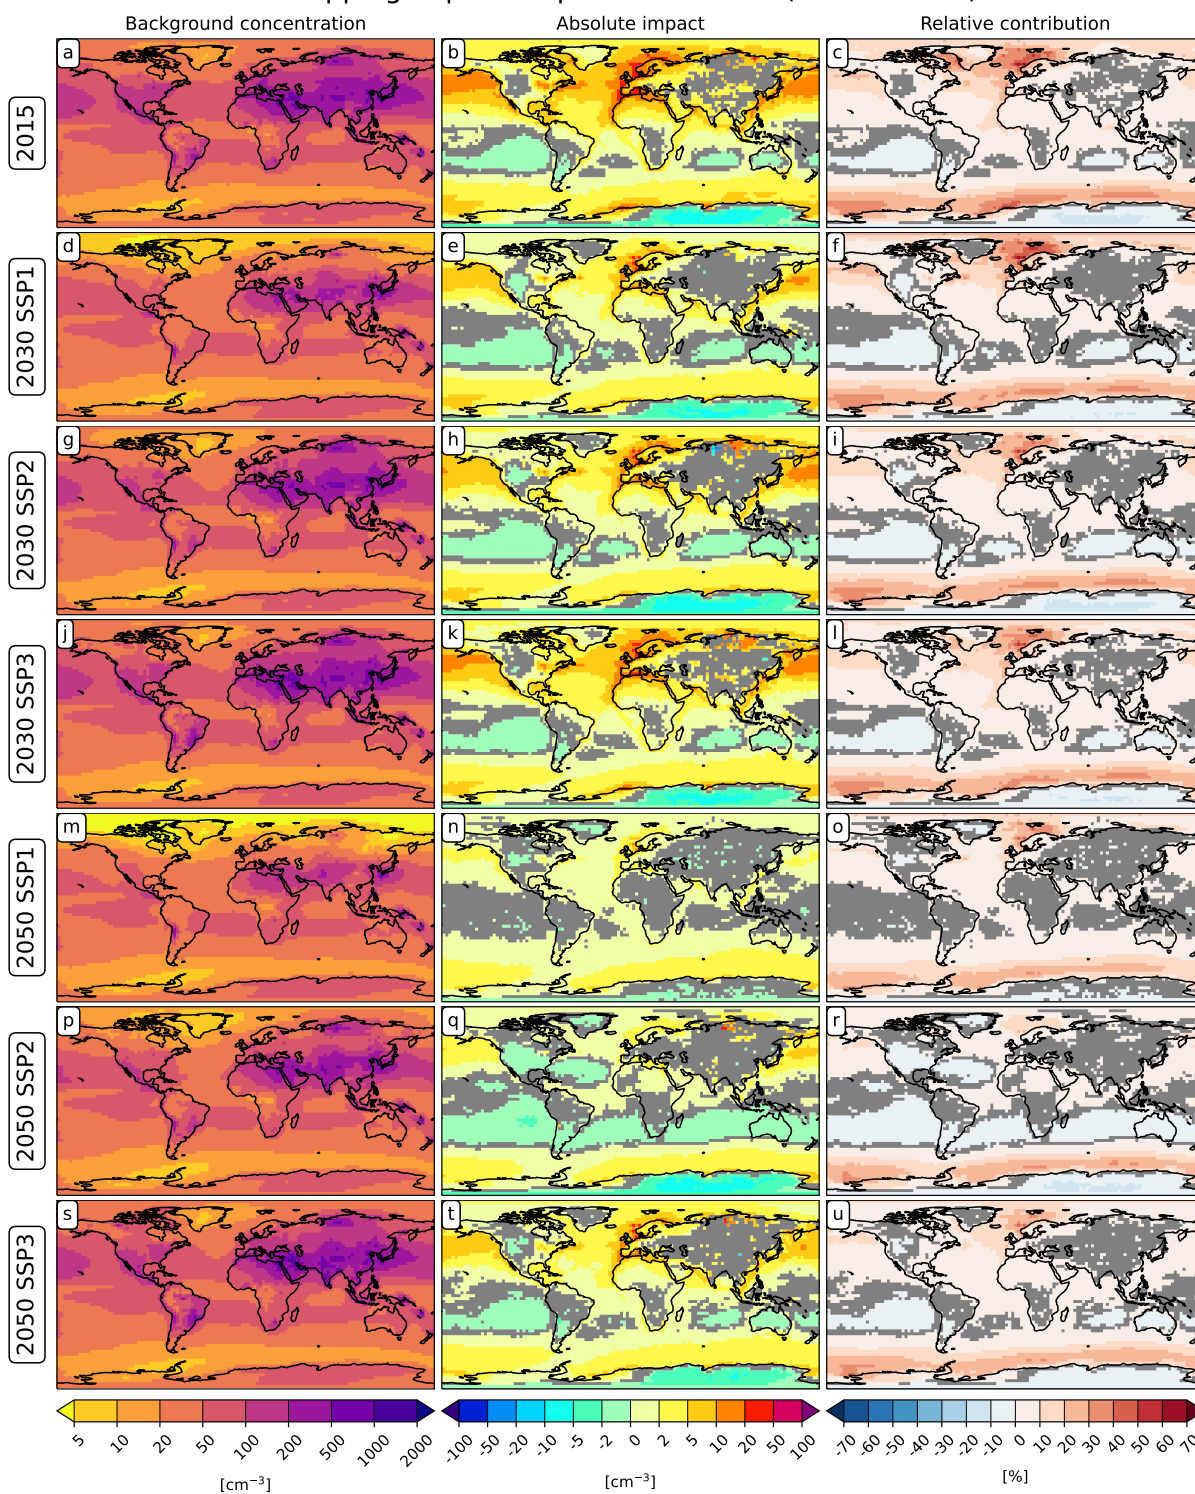 Background concentration
Absolute impact
Relative contribution
2015
a
b
c
2030 SSP1
d
e
f
2030 SSP2
g
h
i
2030 SSP3
j
k
l
2050 SSP1
m
n
o
2050 SSP2
p
q
r
2050 SSP3
s
t
u
5 10 20 50 100 200 500 1000 2000
[cm⁻³]
-100 -50 -20 -10 -5 -2 0 2 5 10 20 50 100
[cm⁻³]
-70 -60 -50 -40 -30 -20 -10 0 10 20 30 40 50 60 70
[%]